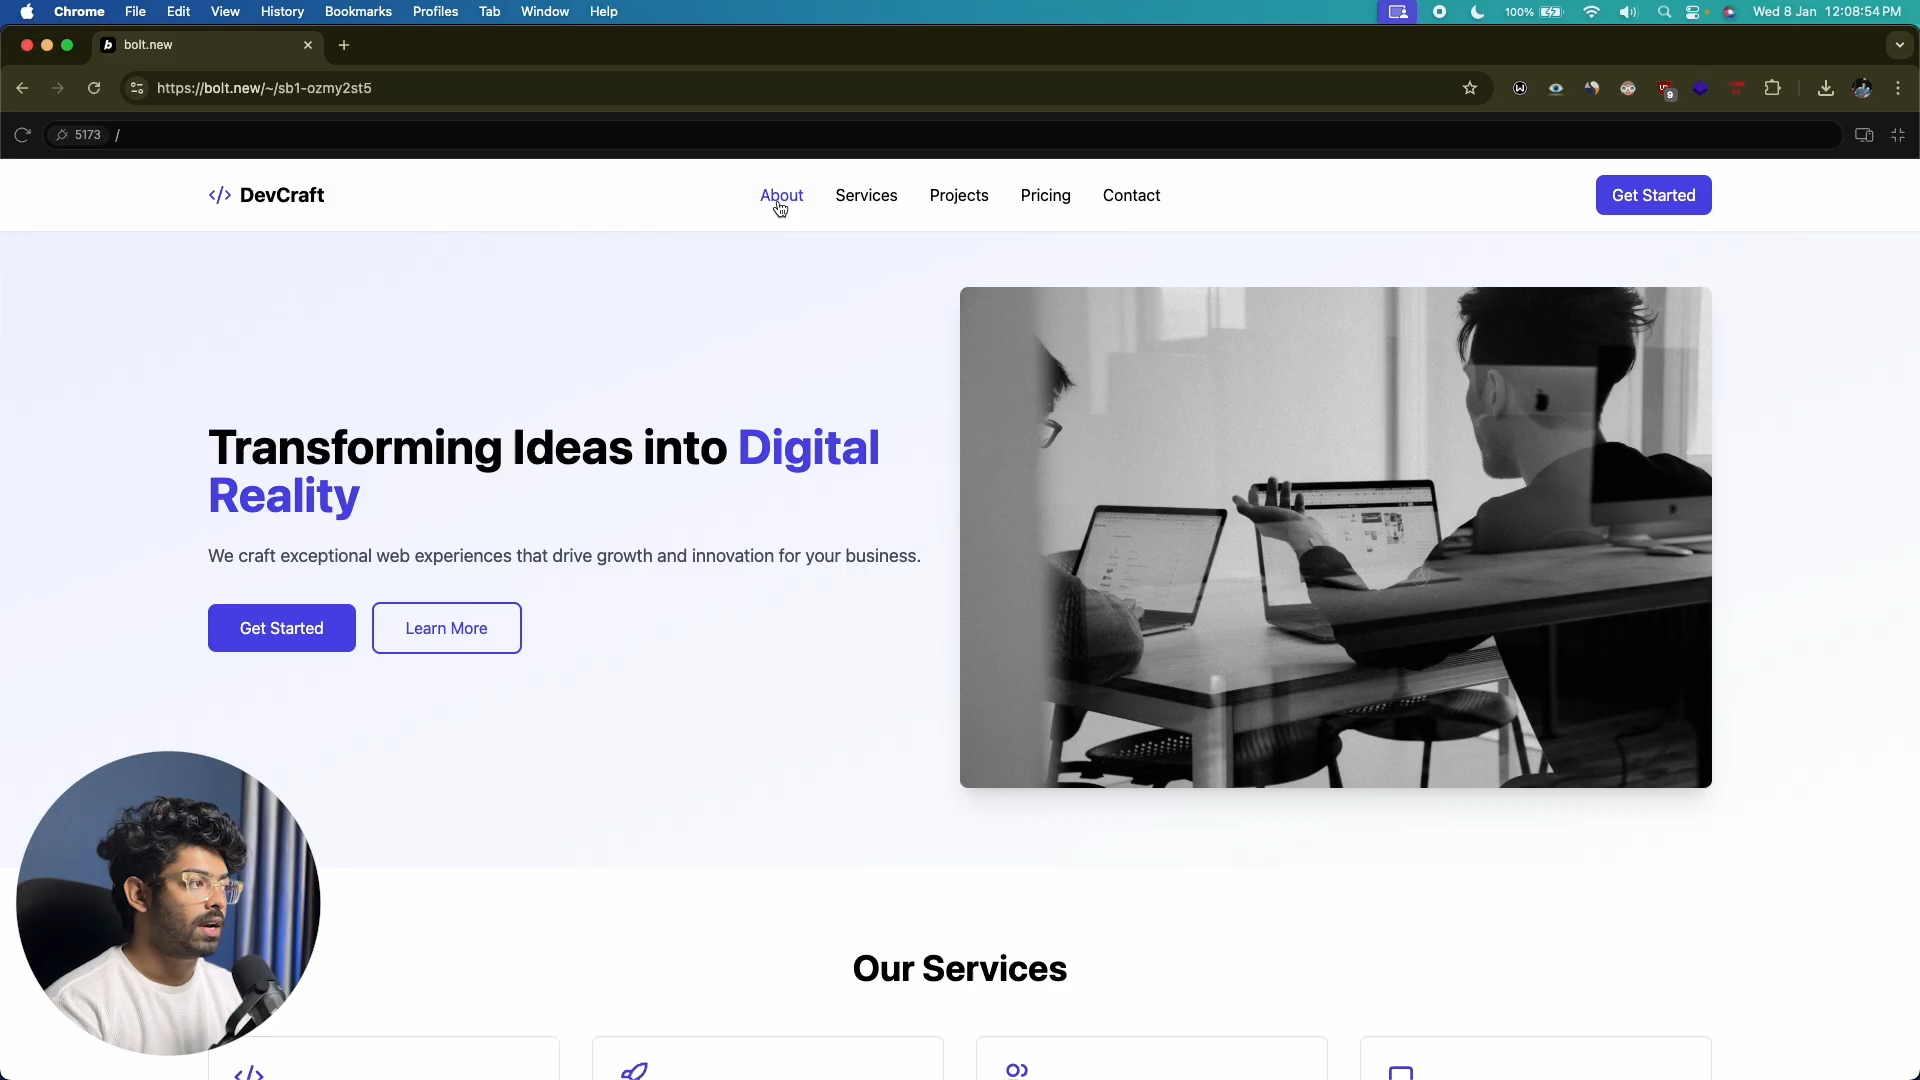 Chrome File Edit View History Bookmarks Profiles Tab Window Help 100% Wed 8 Jan 12:08:54 PM
bolt.new
https://bolt.new/~/sb1-ozmy2st5
9
5173 /
</> DevCraft About Services Projects Pricing Contact Get Started
Transforming Ideas into Digital
Reality
We craft exceptional web experiences that drive growth and innovation for your business.
Get Started Learn More
Our Services